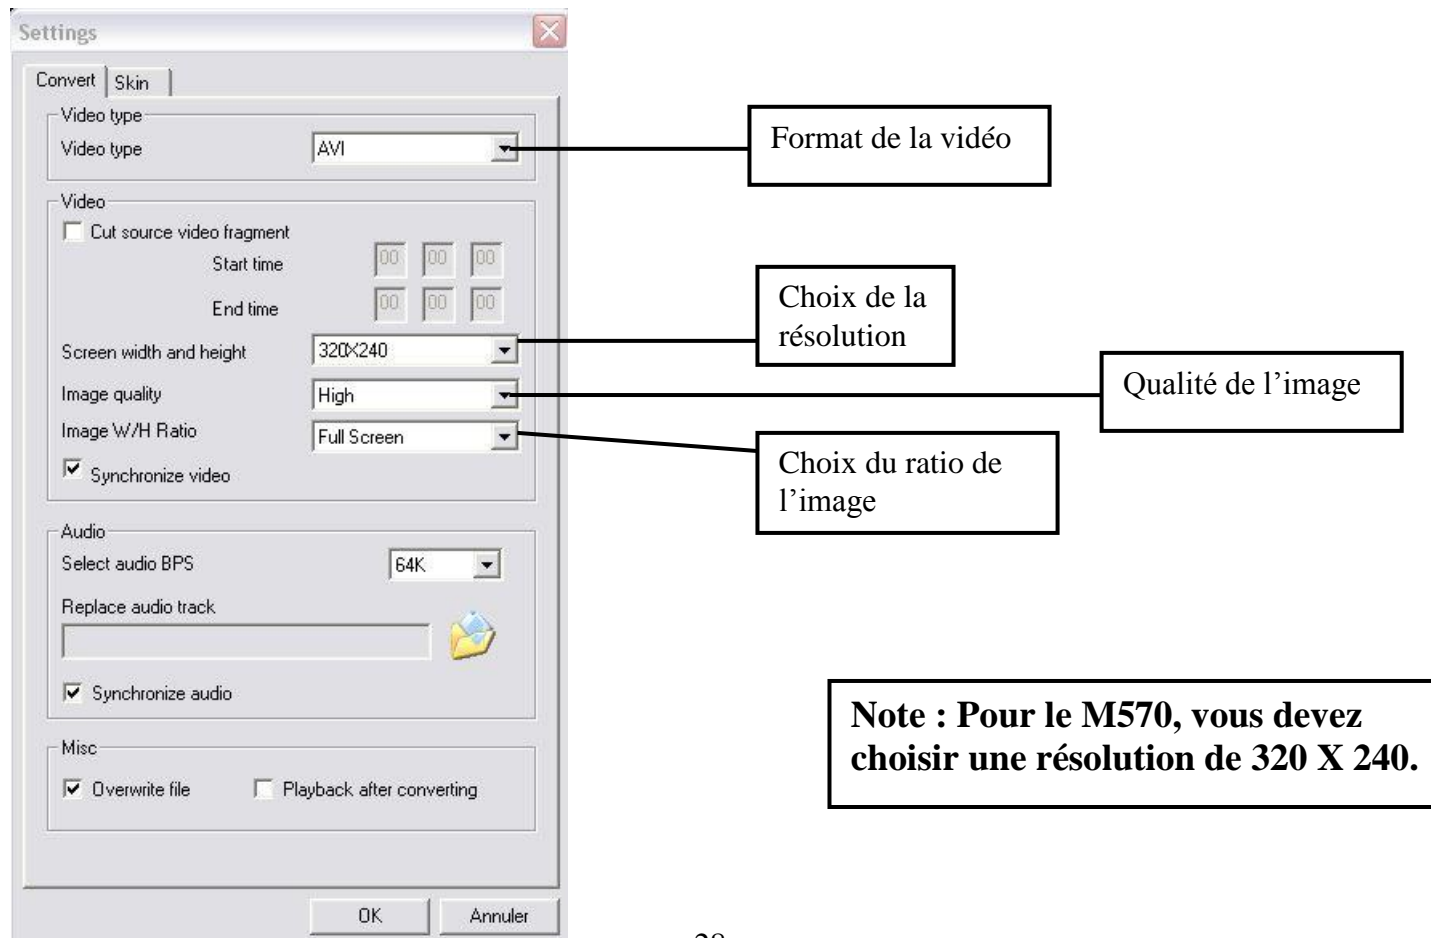 Settings
Convert
Skin
Video type
Video type
AVI
Format de la vidéo
Video
Cut source video fragment
Start time
00 00 00
End time
00 00 00
Screen width and height
320X240
Choix de la
résolution
Image quality
High
Qualité de l’image
Image W/H Ratio
Full Screen
Choix du ratio de
l’image
Synchronize video
Audio
Select audio BPS
64K
Replace audio track
Synchronize audio
Note : Pour le M570, vous devez
choisir une résolution de 320 X 240.
Misc
Overwrite file
Playback after converting
OK
Annuler